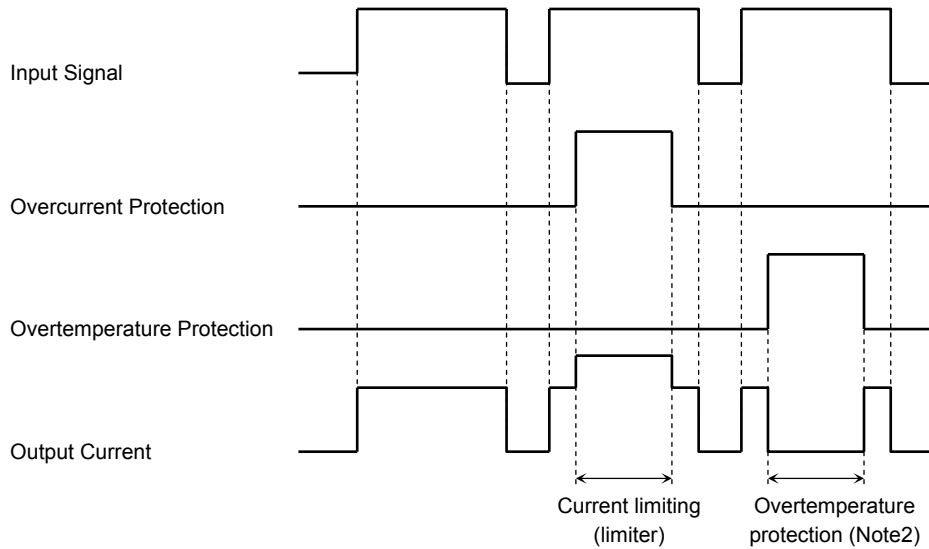 Input Signal
Overcurrent Protection
Overtemperature Protection
Output Current
Current limiting
(limiter)
Overtemperature
protection (Note2)